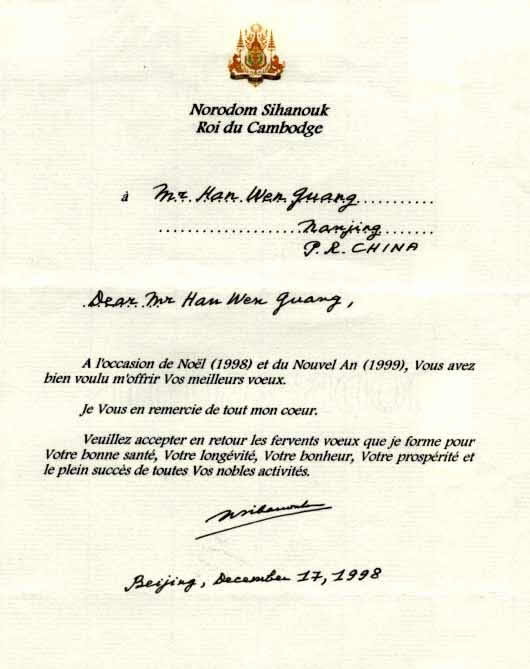 Norodom Sihanouk
Roi du Cambodge
à Mr. Han Wen Guang...........
........................Nanjing.......
P.R. CHINA
Dear Mr Han Wen Guang,
A l'occasion de Noël (1998) et du Nouvel An (1999), Vous avez
bien voulu m'offrir Vos meilleurs voeux.
Je Vous en remercie de tout mon coeur.
Veuillez accepter en retour les fervents voeux que je forme pour
Votre bonne santé, Votre longévité, Votre bonheur, Votre prospérité et
le plein succès de toutes Vos nobles activités.
Nsihanouk
Beijing, December 17, 1998